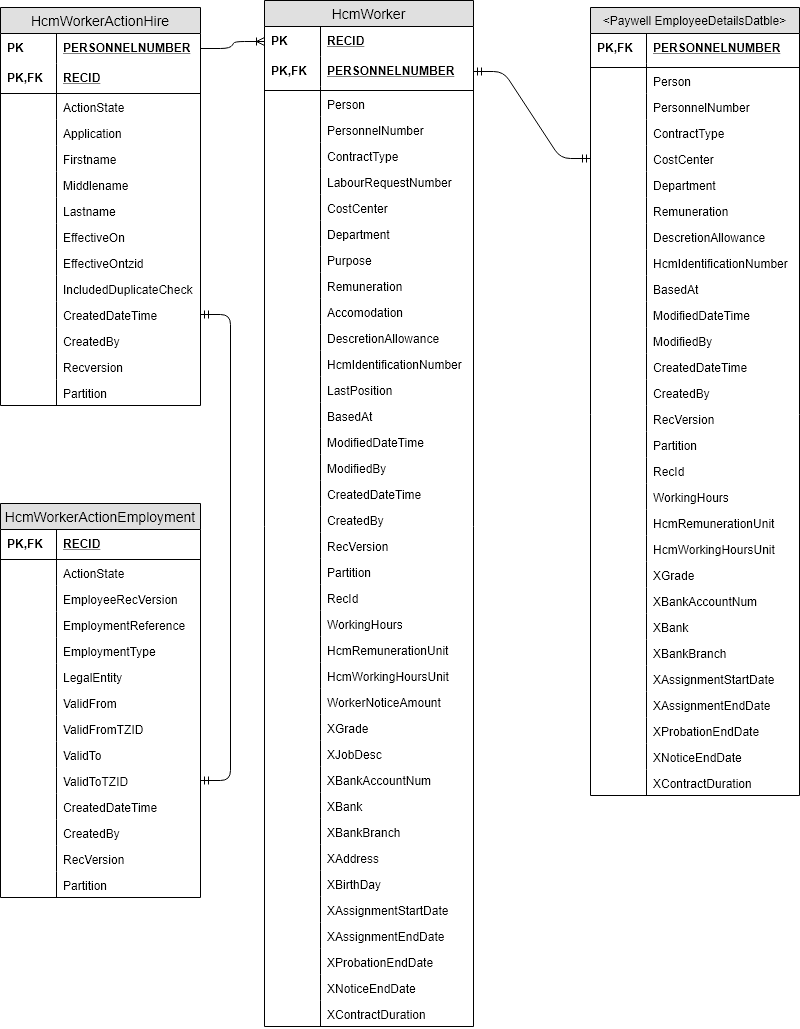 HcmWorkerActionHire
PK PERSONNELNUMBER
PK,FK RECID
ActionState
Application
Firstname
Middlename
Lastname
EffectiveOn
EffectiveOntzid
IncludedDuplicateCheck
CreatedDateTime
CreatedBy
Recversion
Partition
HcmWorkerActionEmployment
PK,FK RECID
ActionState
EmployeeRecVersion
EmploymentReference
EmploymentType
LegalEntity
ValidFrom
ValidFromTZID
ValidTo
ValidToTZID
CreatedDateTime
CreatedBy
RecVersion
Partition
HcmWorker
PK RECID
PK,FK PERSONNELNUMBER
Person
PersonnelNumber
ContractType
LabourRequestNumber
CostCenter
Department
Purpose
Remuneration
Accomodation
DescretionAllowance
HcmIdentificationNumber
LastPosition
BasedAt
ModifiedDateTime
ModifiedBy
CreatedDateTime
CreatedBy
RecVersion
Partition
RecId
WorkingHours
HcmRemunerationUnit
HcmWorkingHoursUnit
WorkerNoticeAmount
XGrade
XJobDesc
XBankAccountNum
XBank
XBankBranch
XAddress
XBirthDay
XAssignmentStartDate
XAssignmentEndDate
XProbationEndDate
XNoticeEndDate
XContractDuration
<Paywell EmployeeDetailsDatble>
PK,FK PERSONNELNUMBER
Person
PersonnelNumber
ContractType
CostCenter
Department
Remuneration
DescretionAllowance
HcmIdentificationNumber
BasedAt
ModifiedDateTime
ModifiedBy
CreatedDateTime
CreatedBy
RecVersion
Partition
RecId
WorkingHours
HcmRemunerationUnit
HcmWorkingHoursUnit
XGrade
XBankAccountNum
XBank
XBankBranch
XAssignmentStartDate
XAssignmentEndDate
XProbationEndDate
XNoticeEndDate
XContractDuration